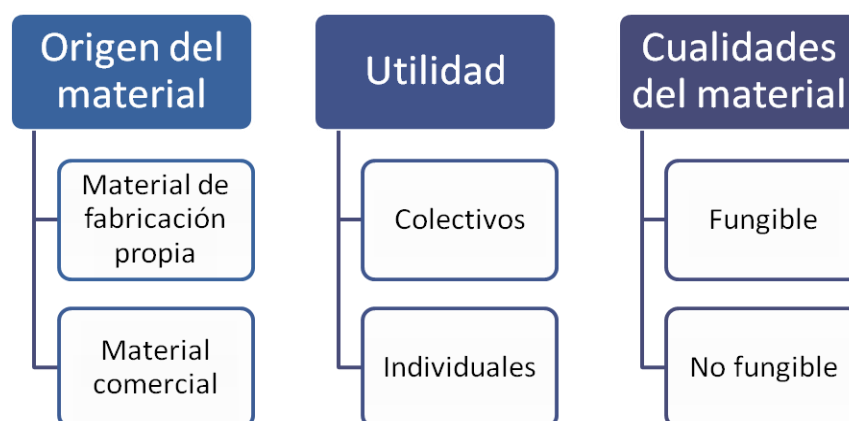 Origen del
material
Material de
fabricación
propia
Material
comercial
Utilidad
Colectivos
Individuales
Cualidades
del material
Fungible
No fungible